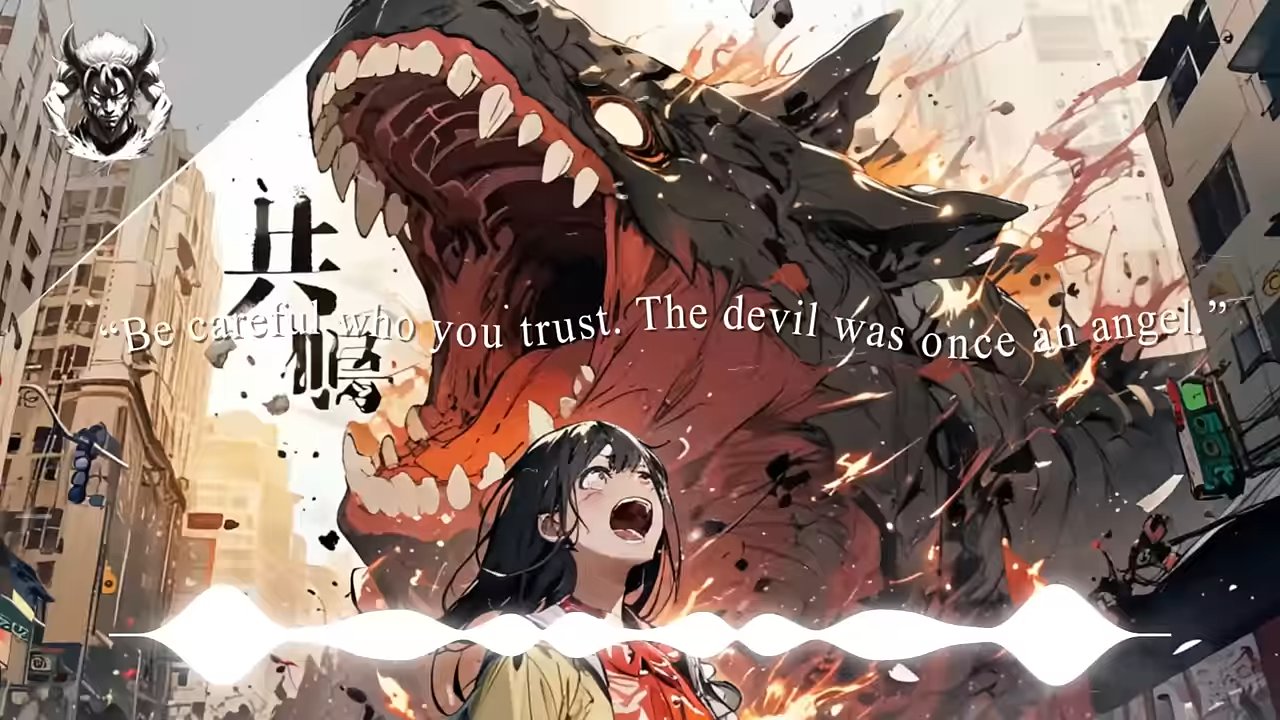 共鳴
“Be careful who you trust. The devil was once an angel.”